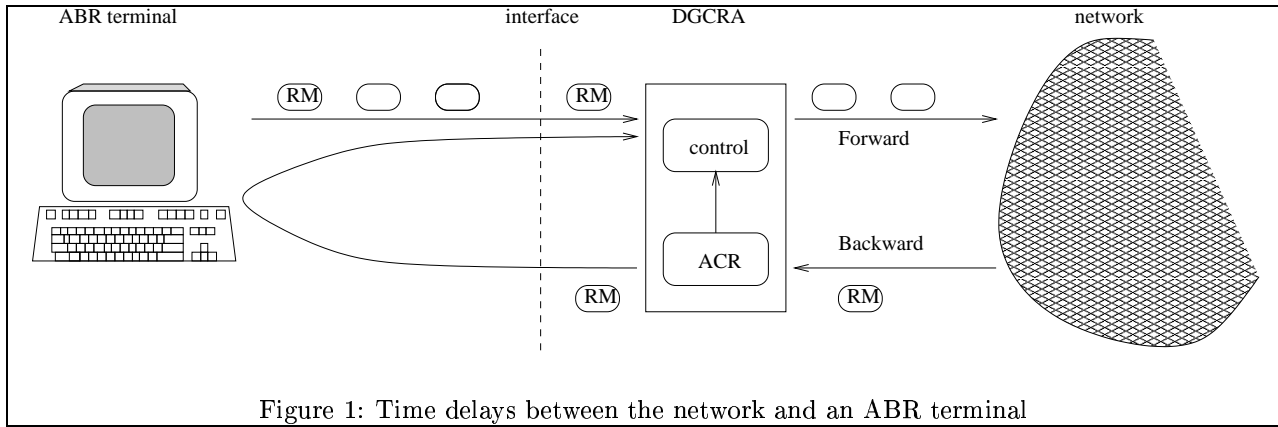 ABR terminal
interface
DGCRA
network
RM
RM
control
Forward
ACR
Backward
RM
RM
Figure 1: Time delays between the network and an ABR terminal